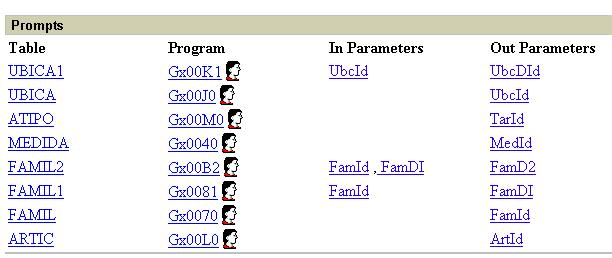 Prompts
Table Program In Parameters Out Parameters
UBICA1 Gx00K1 UbcId UbcDId
UBICA Gx00J0 UbcId
ATIPO Gx00M0 TarId
MEDIDA Gx0040 MedId
FAMIL2 Gx00B2 FamId , FamDI FamD2
FAMIL1 Gx0081 FamId FamDI
FAMIL Gx0070 FamId
ARTIC Gx00L0 ArtId